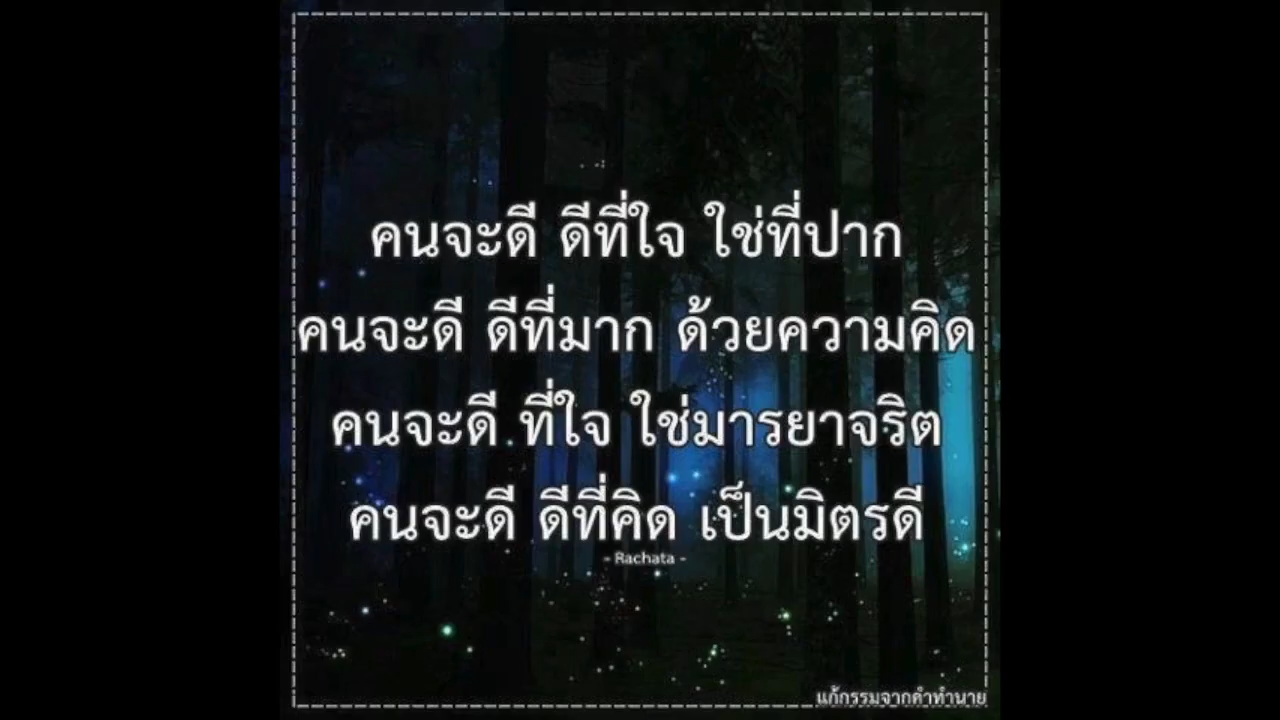 คนจะดี ดีที่ใจ ใช่ที่ปาก
คนจะดี ดีที่มาก ด้วยความคิด
คนจะดี ที่ใจ ใช่มารยาจริต
คนจะดี ดีที่คิด เป็นมิตรดี
- Rachata -
แก้กรรมจากคำทำนาย